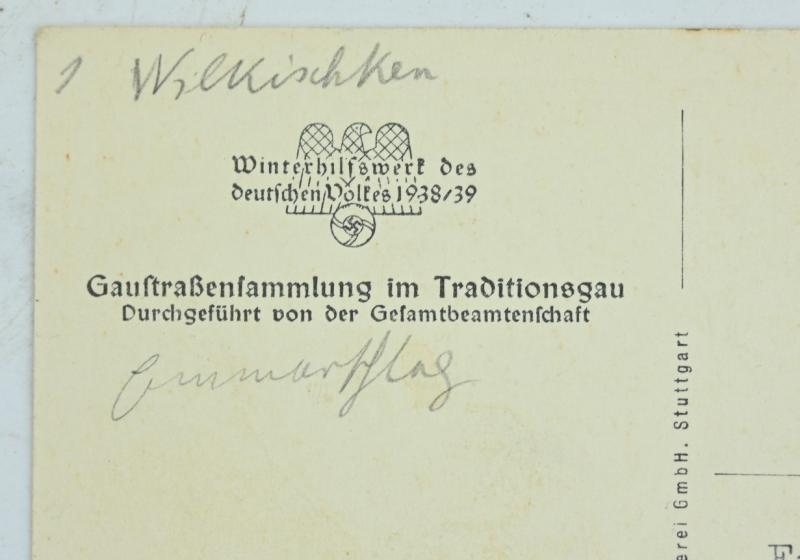 1 Wilkischken
Winterhilfswerk des
deutschen Volkes 1938/39
Gaustraßensammlung im Traditionsgau
Durchgeführt von der Gesamtbeamtenschaft
erei GmbH. Stuttgart